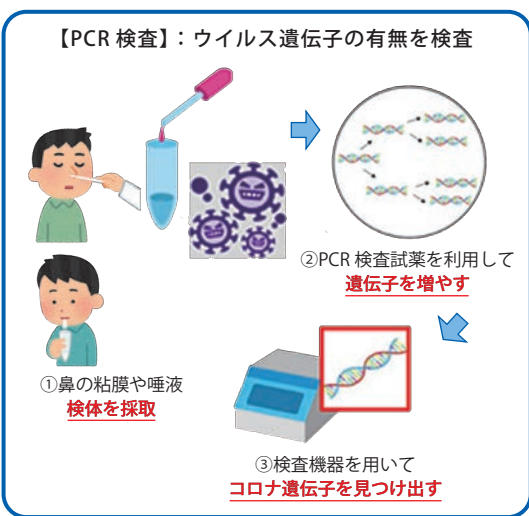 【PCR 検査】：ウイルス遺伝子の有無を検査
①鼻の粘膜や唾液
検体を採取
②PCR 検査試薬を利用して
遺伝子を増やす
③検査機器を用いて
コロナ遺伝子を見つけ出す